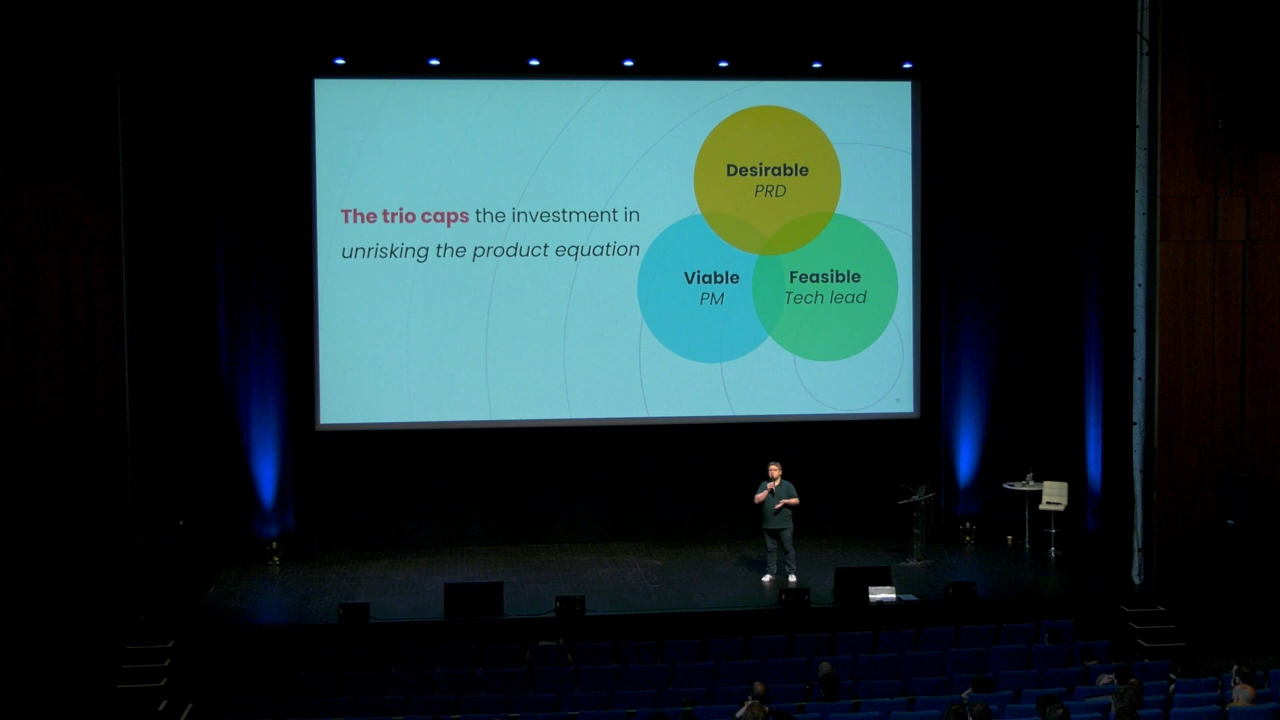 The trio caps the investment in
unrisking the product equation
Desirable
PRD
Viable
PM
Feasible
Tech lead